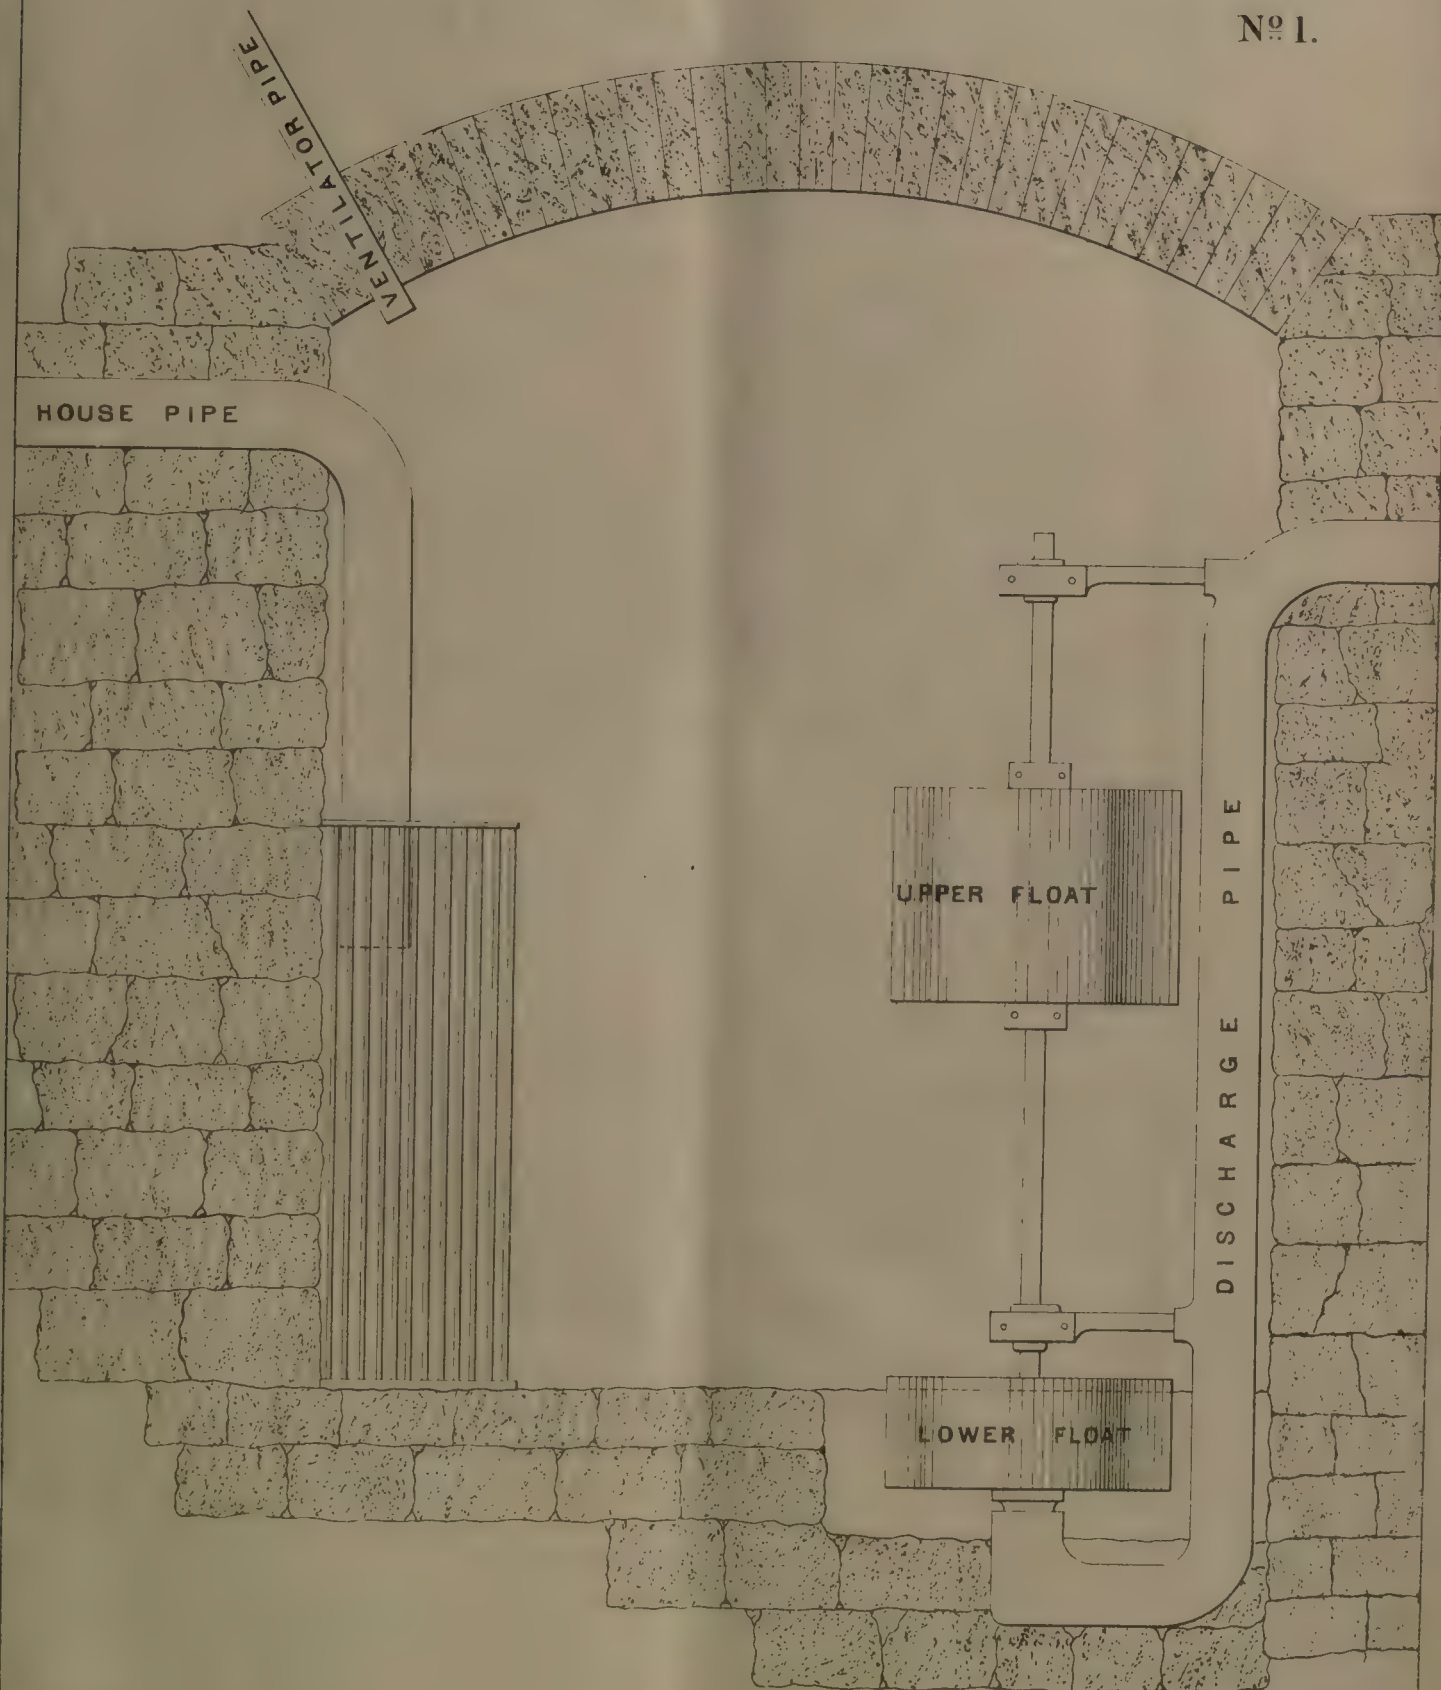 Nº 1.
VENTILATOR PIPE
HOUSE PIPE
UPPER FLOAT
DISCHARGE PIPE
LOWER FLOAT